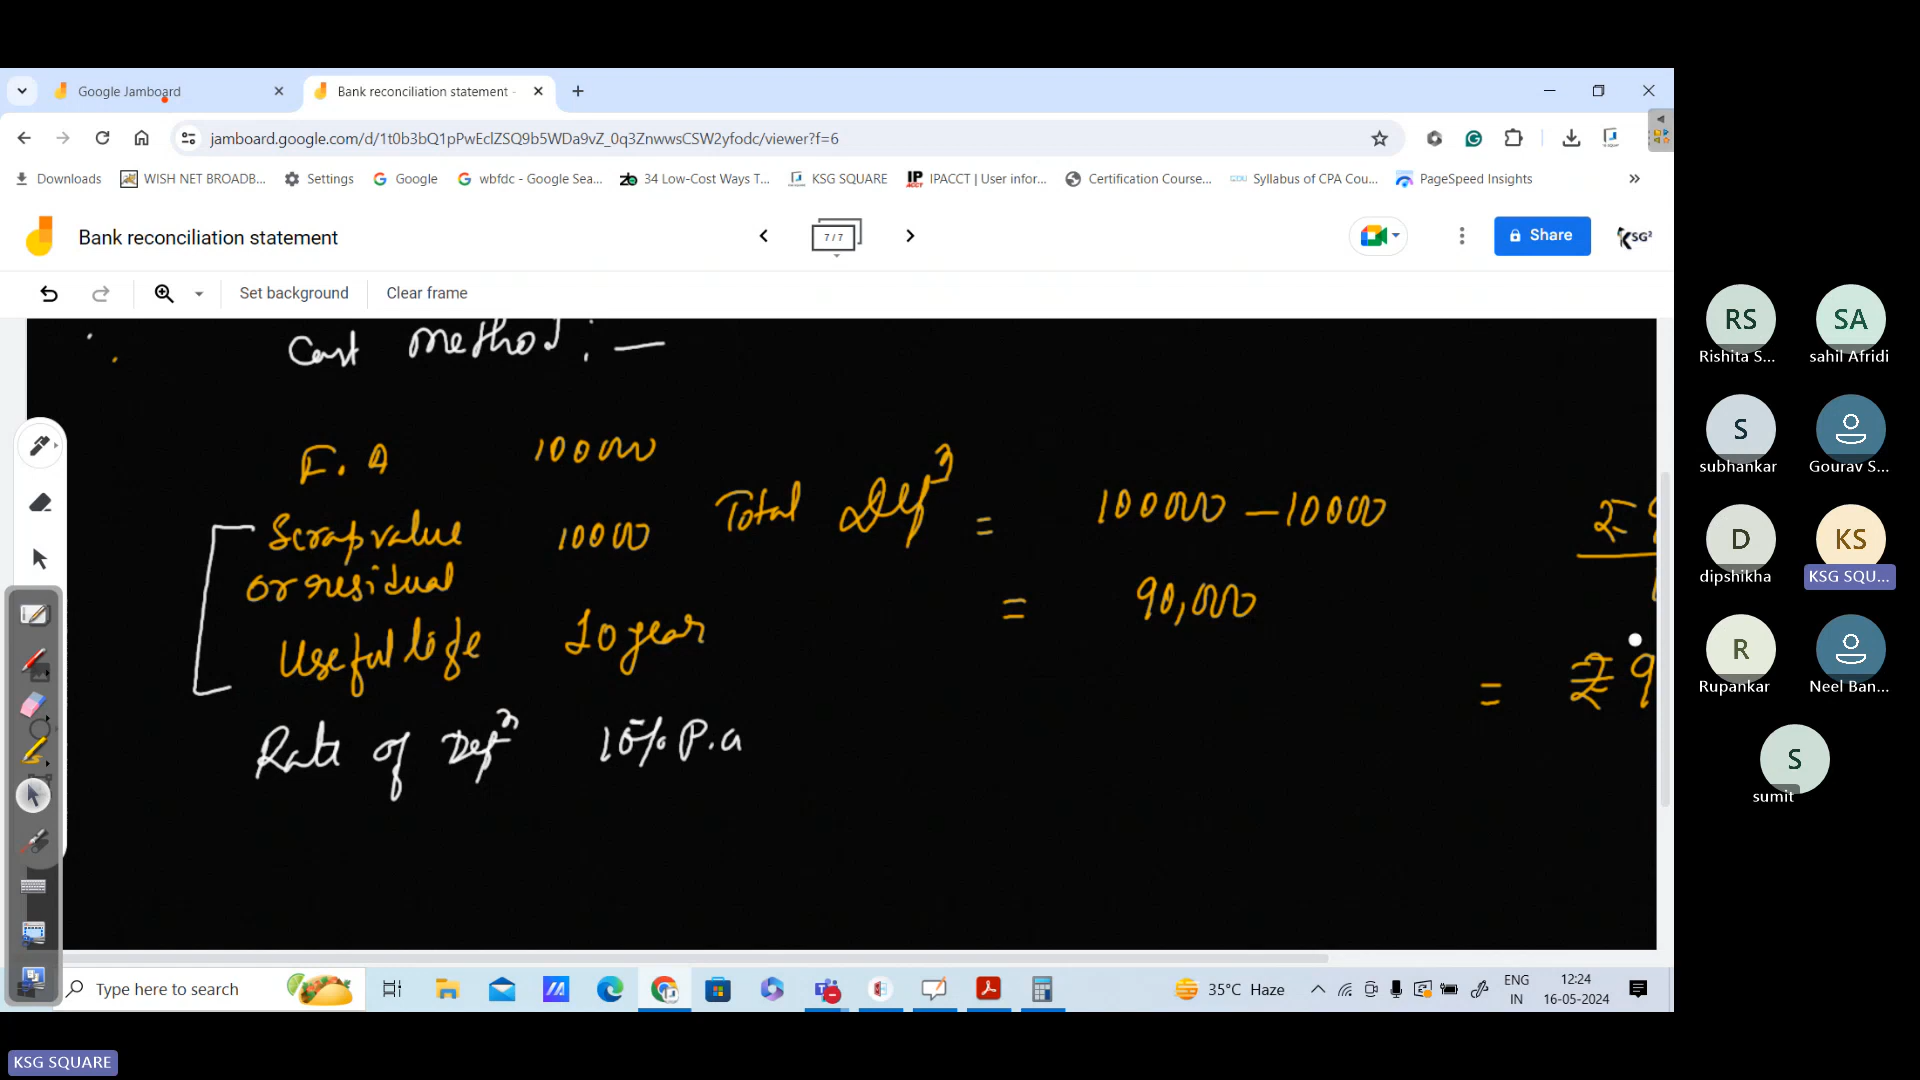 Google Jamboard
Bank reconciliation statement -
jamboard.google.com/d/1t0b3bQ1pPwEclZSQ9b5WDa9vZ_0q3ZnwwsCSW2yfodc/viewer?f=6
Downloads WISH NET BROADB... Settings Google wbfdc - Google Sea... 34 Low-Cost Ways T... KSG SQUARE IPACCT | User infor... Certification Course... Syllabus of CPA Cou... PageSpeed Insights
Bank reconciliation statement
7 / 7
Share
KSG²
Set background Clear frame
Cost Method :—
F.A 100000
Scrap value 10000
or residual
Useful life 10 year
Rate of Depⁿ 10% P.a
Total Depⁿ = 100000 – 10000
= 90,000
= ₹ 9
RS
Rishita S...
SA
sahil Afridi
S
subhankar
Gourav S...
D
dipshikha
KS
KSG SQU...
R
Rupankar
Neel Ban...
S
sumit
Type here to search
35°C Haze
ENG
IN
12:24
16-05-2024
KSG SQUARE